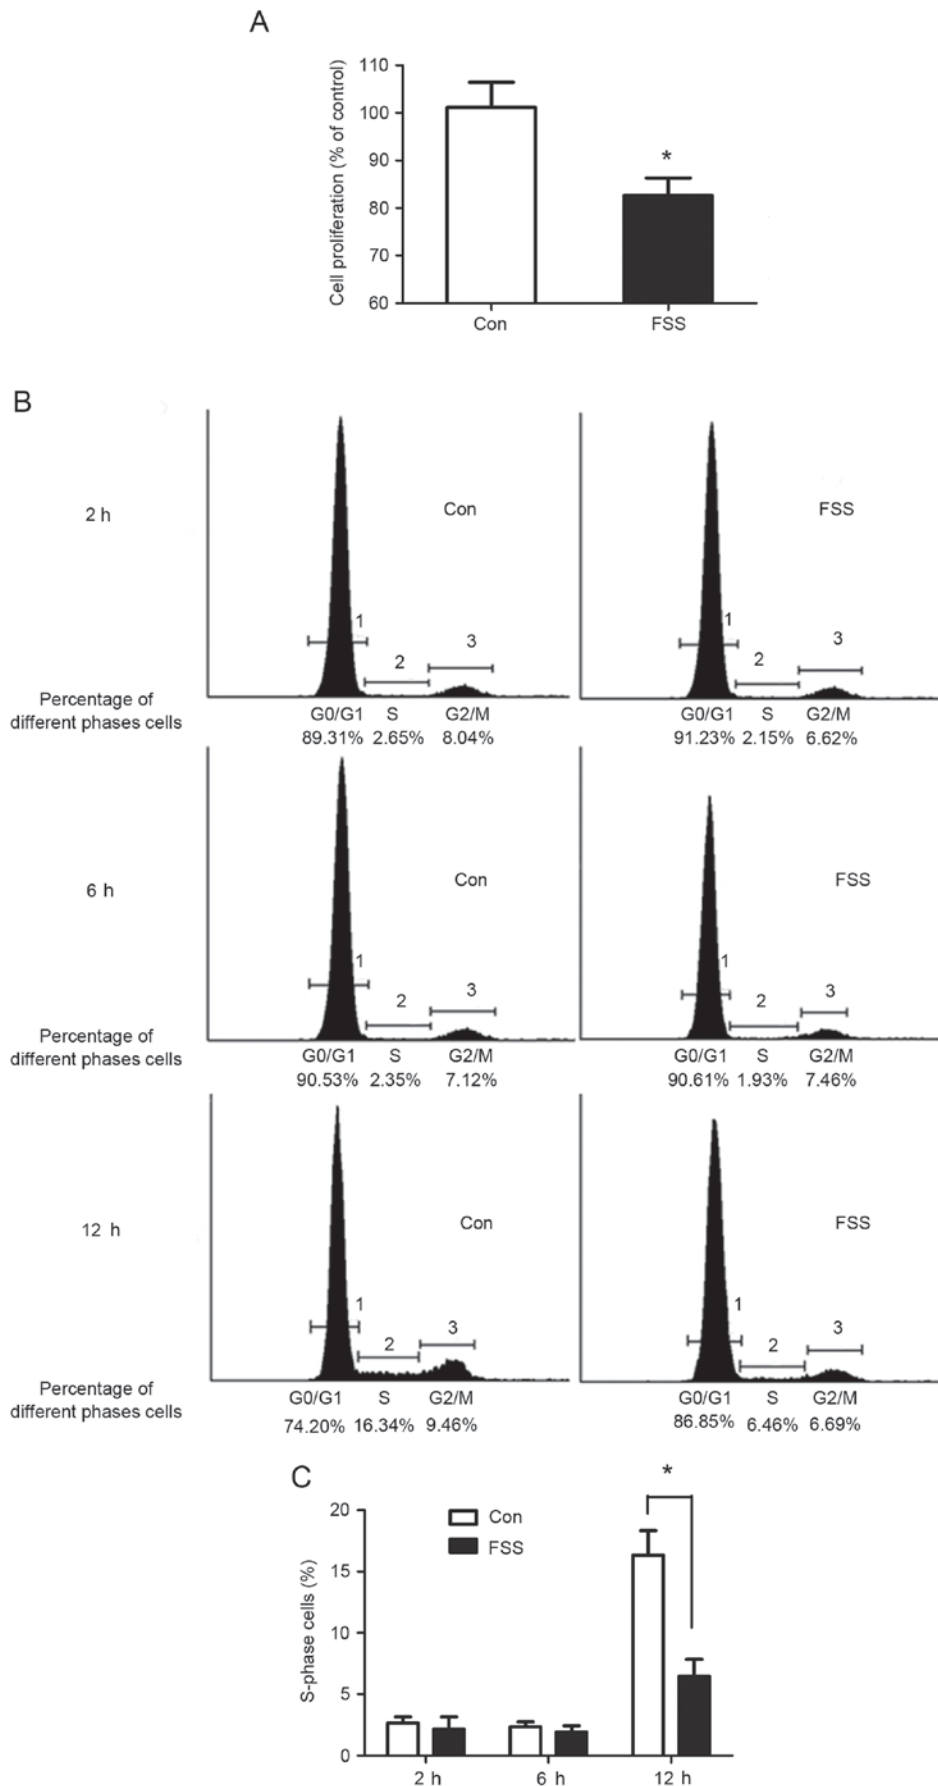 A
110
100
90
80
70
60
Cell proliferation (% of control)
*
Con FSS
B
2 h
Con FSS
1 2 3 1 2 3
Percentage of
different phases cells
G0/G1 S G2/M G0/G1 S G2/M
89.31% 2.65% 8.04% 91.23% 2.15% 6.62%
6 h
Con FSS
1 2 3 1 2 3
Percentage of
different phases cells
G0/G1 S G2/M G0/G1 S G2/M
90.53% 2.35% 7.12% 90.61% 1.93% 7.46%
12 h
Con FSS
1 2 3 1 2 3
Percentage of
different phases cells
G0/G1 S G2/M G0/G1 S G2/M
74.20% 16.34% 9.46% 86.85% 6.46% 6.69%
C
*
20
15
10
5
0
S-phase cells (%)
Con
FSS
2 h 6 h 12 h